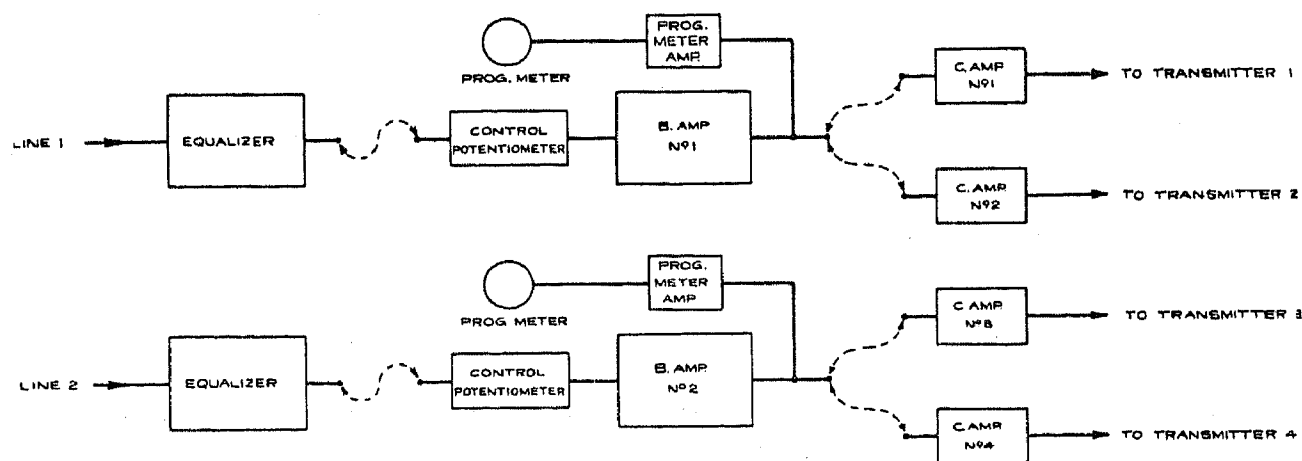 PROG.
METER
AMP.
PROG. METER
C. AMP.
Nº1
TO TRANSMITTER 1
LINE 1
EQUALIZER
CONTROL
POTENTIOMETER
B. AMP
Nº1
C. AMP.
Nº2
TO TRANSMITTER 2
PROG.
METER
AMP.
PROG. METER
C. AMP.
Nº3
TO TRANSMITTER 3
LINE 2
EQUALIZER
CONTROL
POTENTIOMETER
B. AMP.
Nº2
C. AMP.
Nº4
TO TRANSMITTER 4